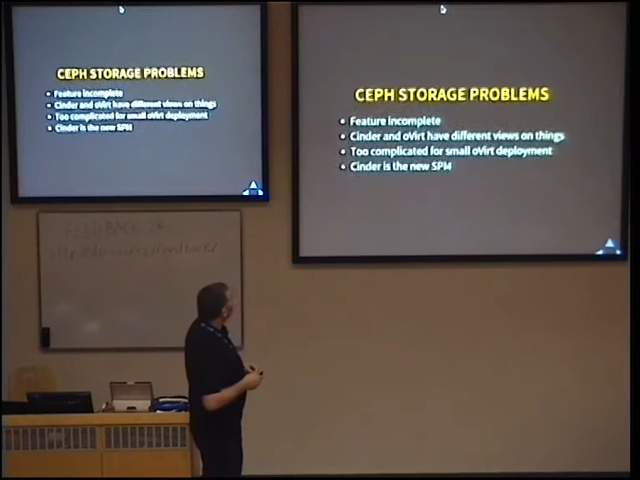 CEPH STORAGE PROBLEMS
• Feature incomplete
• Cinder and oVirt have different views on things
• Too complicated for small oVirt deployment
• Cinder is the new SPM
CEPH STORAGE PROBLEMS
• Feature incomplete
• Cinder and oVirt have different views on things
• Too complicated for small oVirt deployment
• Cinder is the new SPM
FEEDBACK